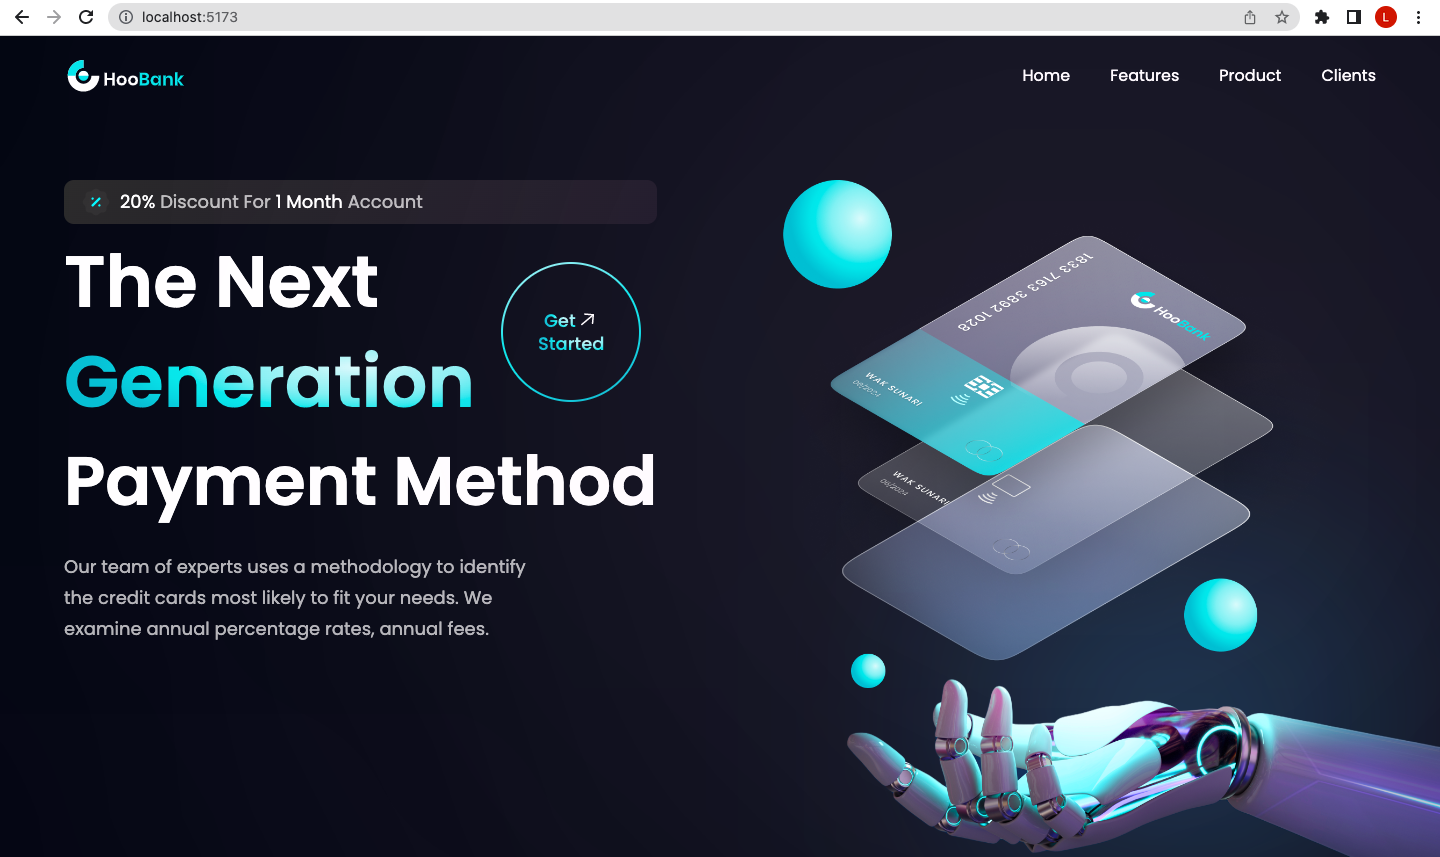 localhost:5173
L
HooBank
Home Features Product Clients
20% Discount For 1 Month Account
The Next
Generation
Payment Method
Get
Started
Our team of experts uses a methodology to identify
the credit cards most likely to fit your needs. We
examine annual percentage rates, annual fees.
1833 7163 3892 1028
HooBank
WAK SUNARI
06/2024
WAK SUNARI
06/2024